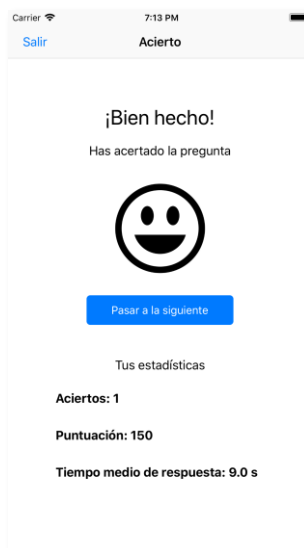 Carrier 7:13 PM
Salir Acierto
¡Bien hecho!
Has acertado la pregunta
Pasar a la siguiente
Tus estadísticas
Aciertos: 1
Puntuación: 150
Tiempo medio de respuesta: 9.0 s